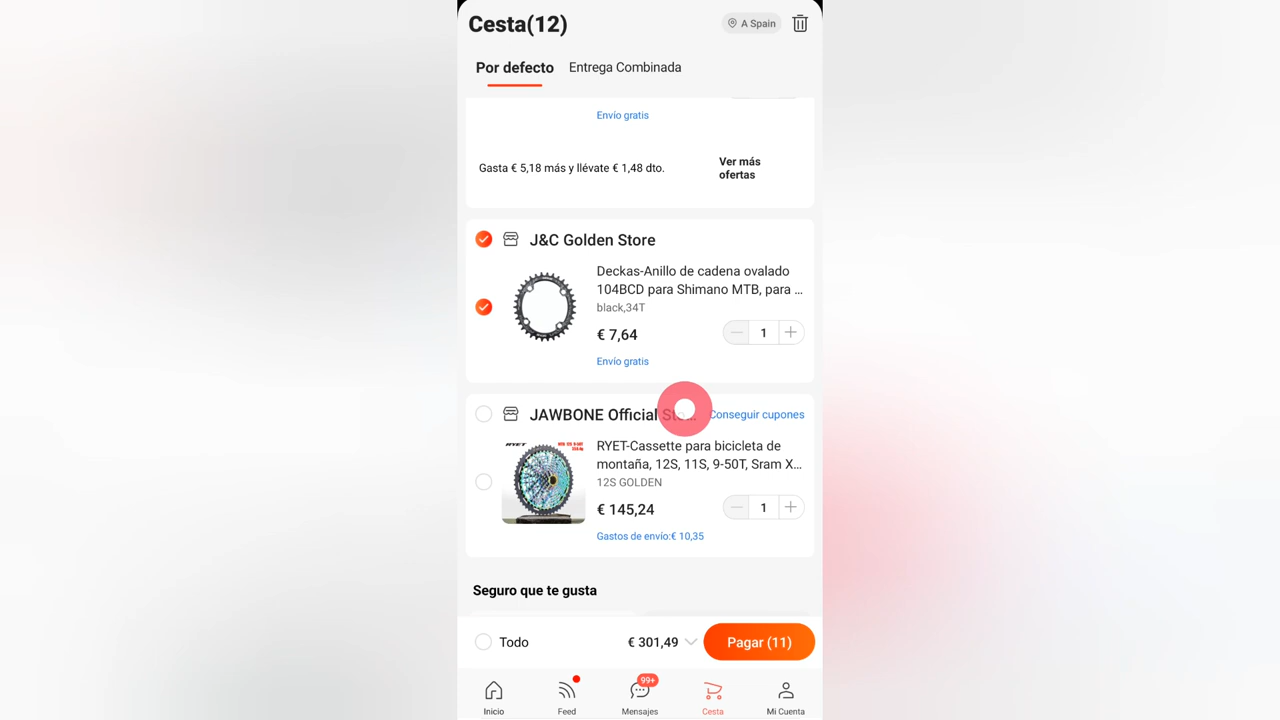 Cesta(12)
A Spain
Por defecto
Entrega Combinada
Envío gratis
Gasta € 5,18 más y llévate € 1,48 dto.
Ver más
ofertas
J&C Golden Store
Deckas-Anillo de cadena ovalado
104BCD para Shimano MTB, para ...
black,34T
€ 7,64
1
Envío gratis
JAWBONE Official Sto...
Conseguir cupones
RYET
RYET-Cassette para bicicleta de
montaña, 12S, 11S, 9-50T, Sram X...
12S GOLDEN
€ 145,24
1
Gastos de envío:€ 10,35
Seguro que te gusta
Todo
€ 301,49
Pagar (11)
99+
Inicio
Feed
Mensajes
Cesta
Mi Cuenta